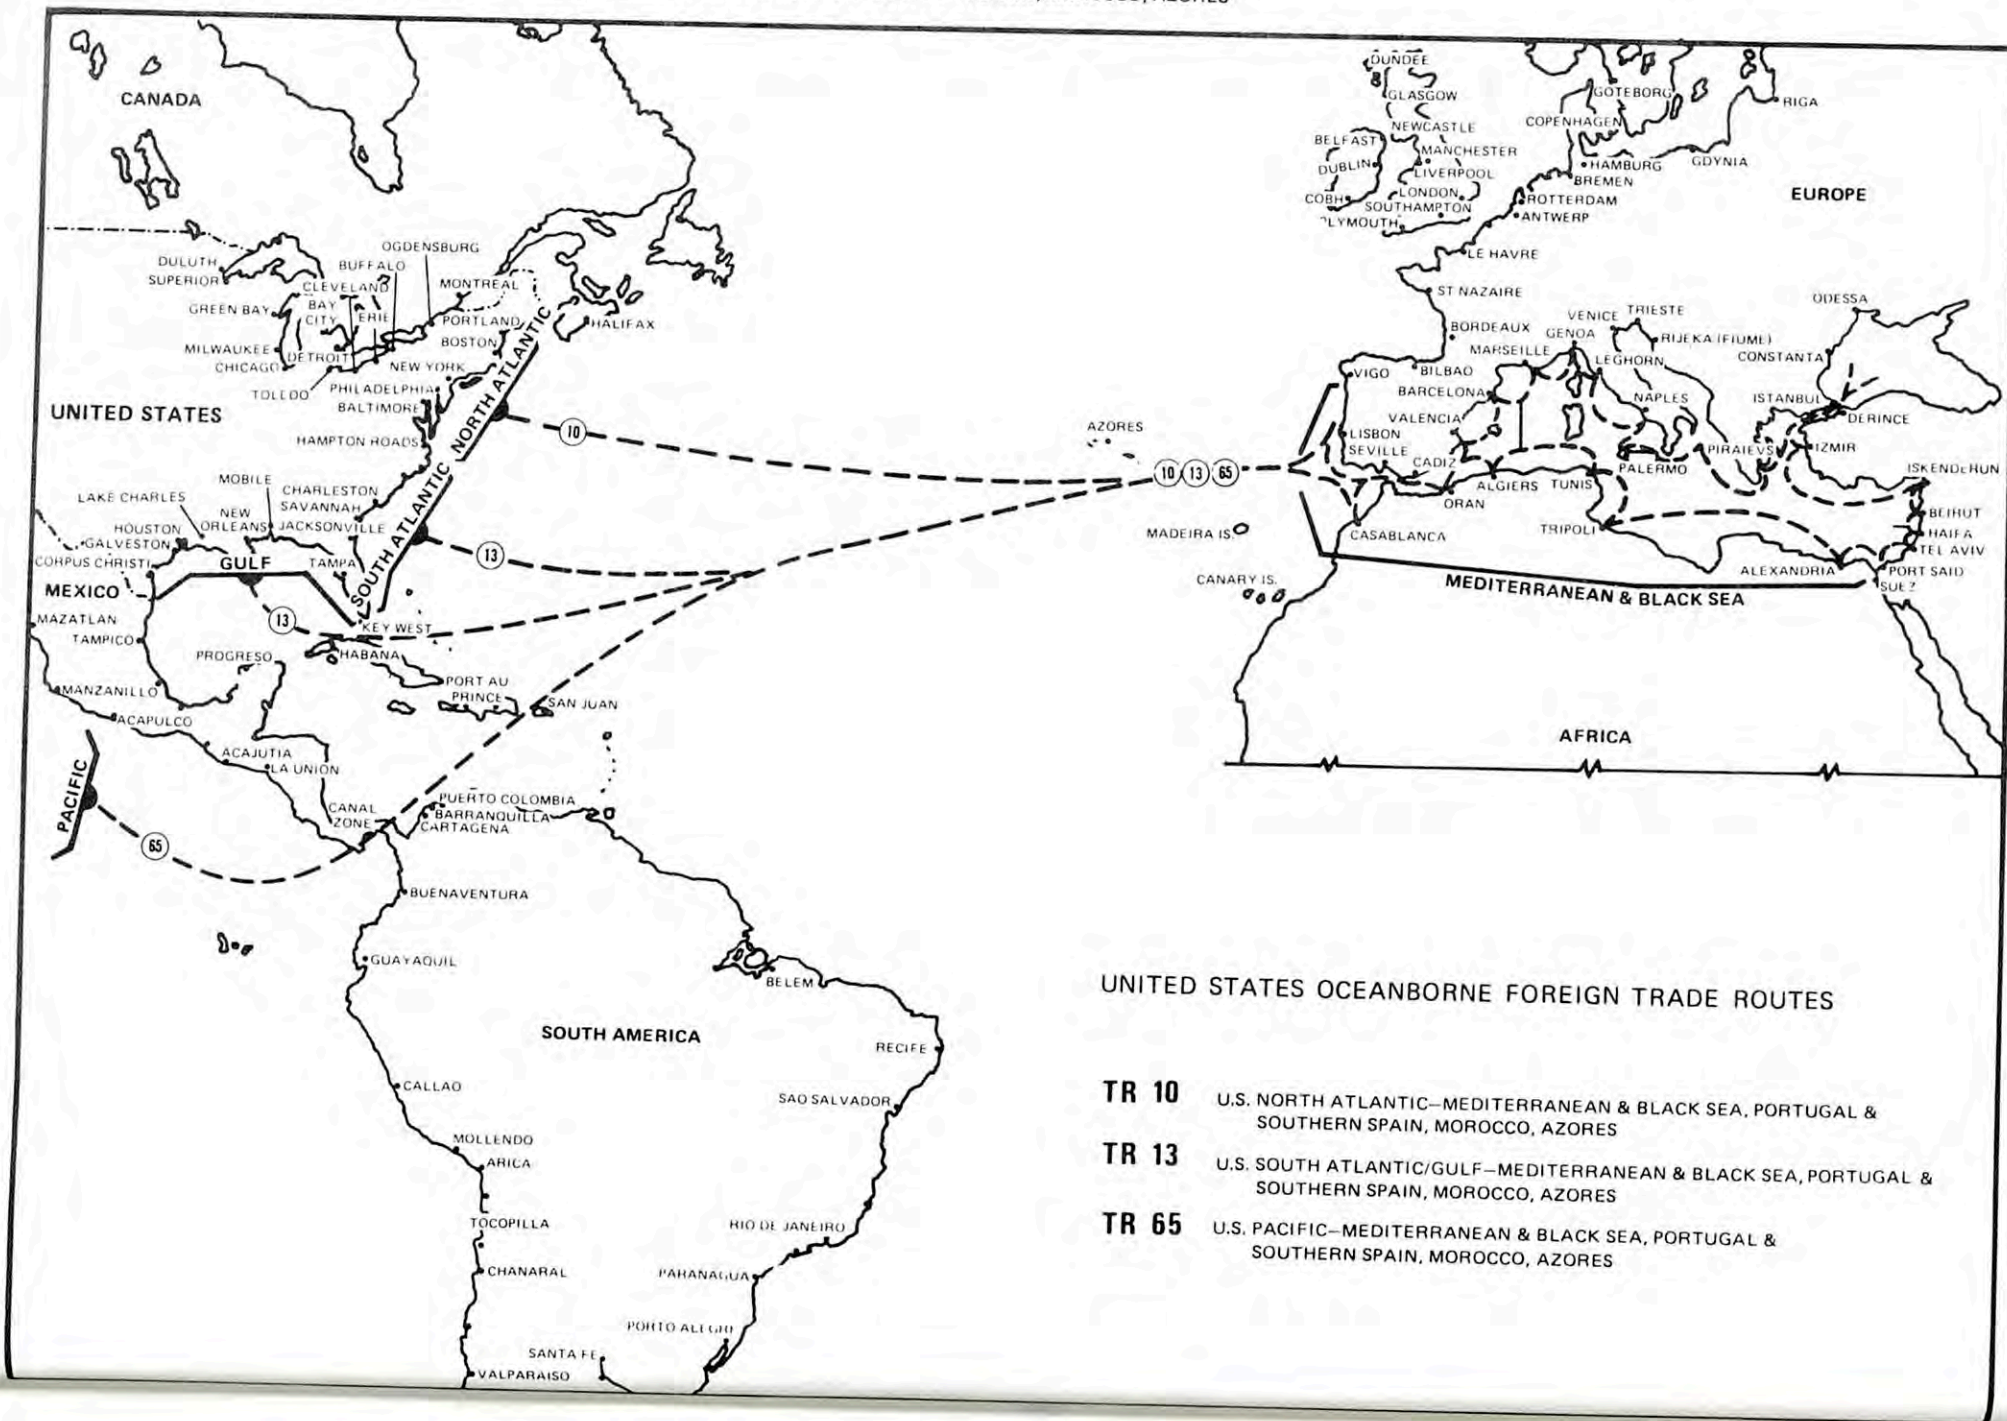 AZORES
CANADA
DULUTH
SUPERIOR
GREEN BAY
MILWAUKEE
CHICAGO
OGDENSBURG
BUFFALO
CLEVELAND
BAY
CITY
ERIE
DETROIT
TOLEDO
MONTREAL
PORTLAND
BOSTON
HALIFAX
NEW YORK
PHILADELPHIA
BALTIMORE
HAMPTON ROADS
UNITED STATES
NORTH ATLANTIC
SOUTH ATLANTIC
MOBILE
LAKE CHARLES
CHARLESTON
SAVANNAH
NEW
ORLEANS
JACKSONVILLE
HOUSTON
GALVESTON
CORPUS CHRISTI
GULF
TAMPA
MEXICO
MAZATLAN
TAMPICO
KEY WEST
HABANA
PROGRESO
MANZANILLO
ACAPULCO
PORT AU
PRINCE
SAN JUAN
ACAJUTIA
LA UNION
PACIFIC
CANAL
ZONE
PUERTO COLOMBIA
BARRANQUILLA
CARTAGENA
10
13
13
65
10 13 65
BUENAVENTURA
GUAYAQUIL
BELEM
SOUTH AMERICA
RECIFE
CALLAO
SAO SALVADOR
MOLLENDO
ARICA
TOCOPILLA
RIO DE JANEIRO
CHANARAL
PARANAGUA
PORTO ALEGRE
SANTA FE
VALPARAISO
DUNDEE
GLASGOW
NEWCASTLE
BELFAST
MANCHESTER
DUBLIN
LIVERPOOL
COBH
LONDON
SOUTHAMPTON
PLYMOUTH
GOTEBORG
COPENHAGEN
RIGA
HAMBURG
GDYNIA
BREMEN
ROTTERDAM
ANTWERP
EUROPE
LE HAVRE
ST NAZAIRE
BORDEAUX
VENICE
TRIESTE
GENOA
RIJEKA (FIUME)
MARSEILLE
LEGHORN
ODESSA
CONSTANTA
VIGO
BILBAO
BARCELONA
NAPLES
ISTANBUL
DERINCE
VALENCIA
LISBON
SEVILLE
CADIZ
PALERMO
PIRAIEVS
IZMIR
ISKENDERUN
AZORES
ALGIERS
TUNIS
ORAN
TRIPOLI
BEIRUT
HAIFA
TEL AVIV
MADEIRA IS.
CASABLANCA
ALEXANDRIA
PORT SAID
SUEZ
CANARY IS.
MEDITERRANEAN & BLACK SEA
AFRICA
UNITED STATES OCEANBORNE FOREIGN TRADE ROUTES
TR 10 U.S. NORTH ATLANTIC–MEDITERRANEAN & BLACK SEA, PORTUGAL &
SOUTHERN SPAIN, MOROCCO, AZORES
TR 13 U.S. SOUTH ATLANTIC/GULF–MEDITERRANEAN & BLACK SEA, PORTUGAL &
SOUTHERN SPAIN, MOROCCO, AZORES
TR 65 U.S. PACIFIC–MEDITERRANEAN & BLACK SEA, PORTUGAL &
SOUTHERN SPAIN, MOROCCO, AZORES